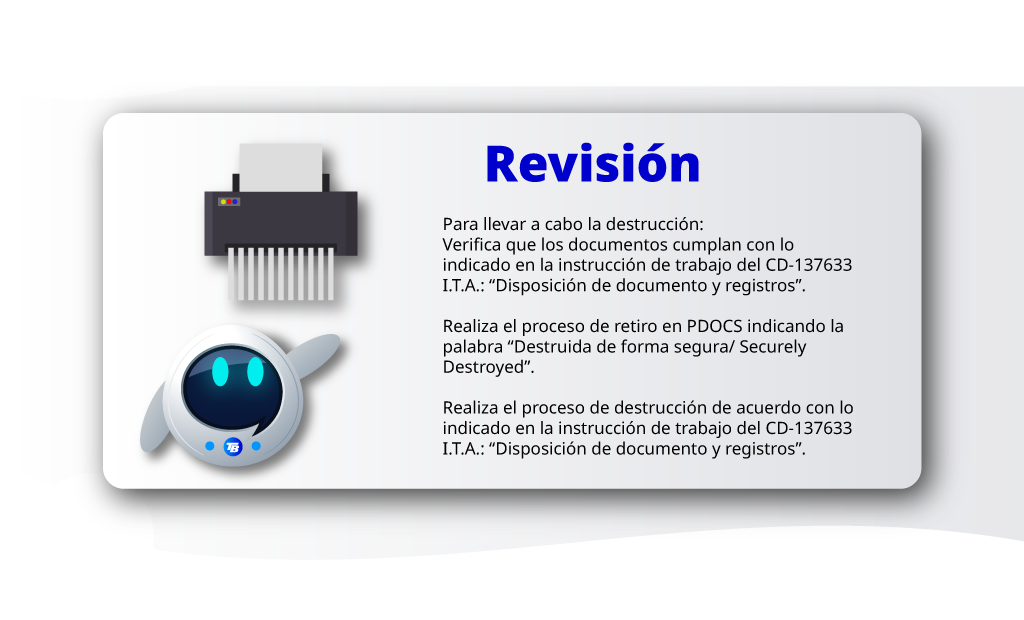 Revisión
Para llevar a cabo la destrucción:
Verifica que los documentos cumplan con lo
indicado en la instrucción de trabajo del CD-137633
I.T.A.: “Disposición de documento y registros”.
Realiza el proceso de retiro en PDOCS indicando la
palabra “Destruida de forma segura/ Securely
Destroyed”.
Realiza el proceso de destrucción de acuerdo con lo
indicado en la instrucción de trabajo del CD-137633
I.T.A.: “Disposición de documento y registros”.
TB